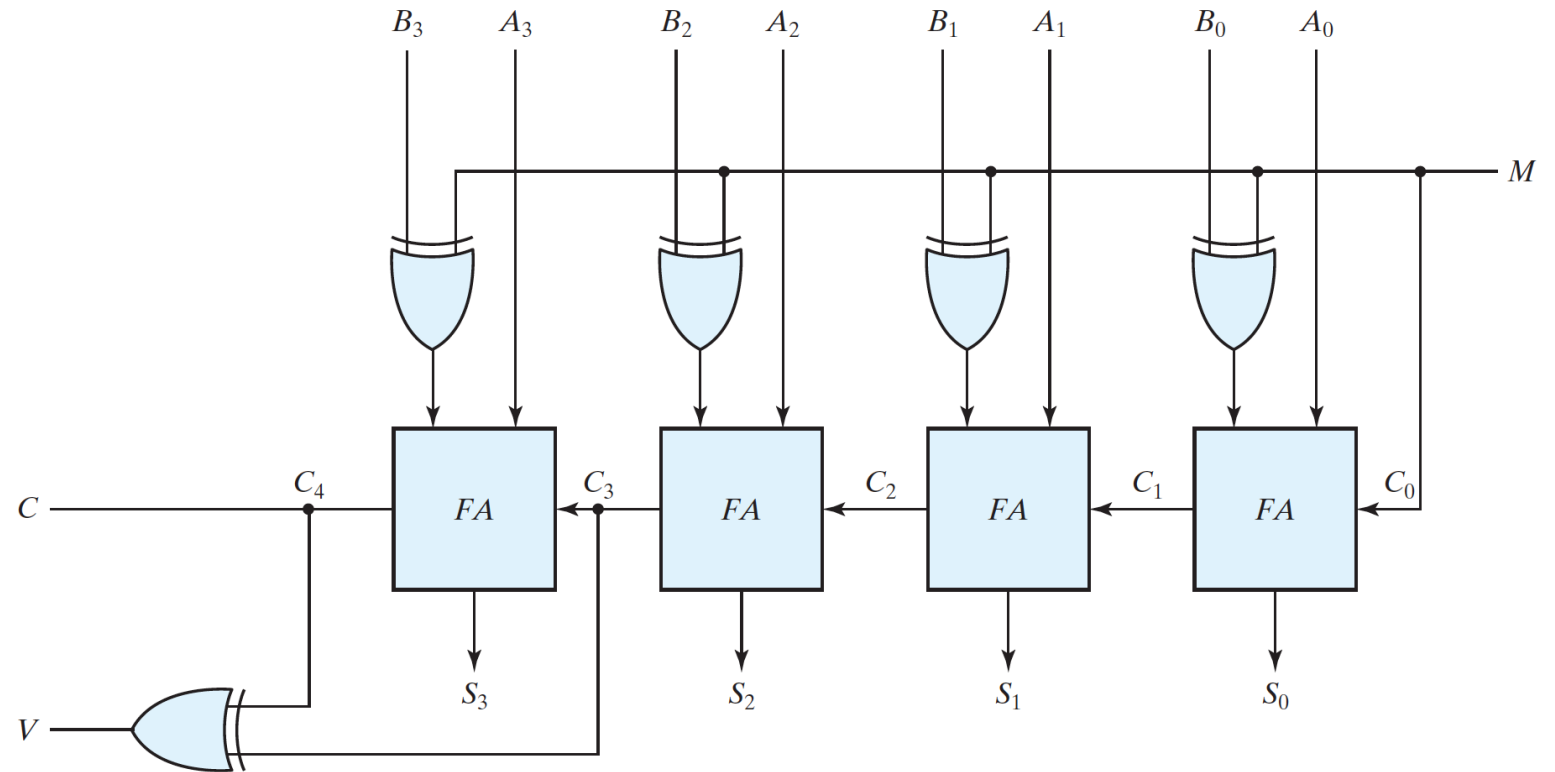 B₃ A₃ B₂ A₂ B₁ A₁ B₀ A₀
M
C₄ C₃ C₂ C₁ C₀
C FA FA FA FA
S₃ S₂ S₁ S₀
V